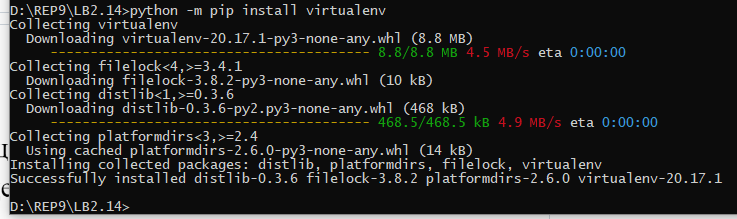 D:\REP9\LB2.14>python -m pip install virtualenv
Collecting virtualenv
Downloading virtualenv-20.17.1-py3-none-any.whl (8.8 MB)
---------------------------------------- 8.8/8.8 MB 4.5 MB/s eta 0:00:00
Collecting filelock<4,>=3.4.1
Downloading filelock-3.8.2-py3-none-any.whl (10 kB)
Collecting distlib<1,>=0.3.6
Downloading distlib-0.3.6-py2.py3-none-any.whl (468 kB)
---------------------------------------- 468.5/468.5 kB 4.9 MB/s eta 0:00:00
Collecting platformdirs<3,>=2.4
Using cached platformdirs-2.6.0-py3-none-any.whl (14 kB)
Installing collected packages: distlib, platformdirs, filelock, virtualenv
Successfully installed distlib-0.3.6 filelock-3.8.2 platformdirs-2.6.0 virtualenv-20.17.1
D:\REP9\LB2.14>